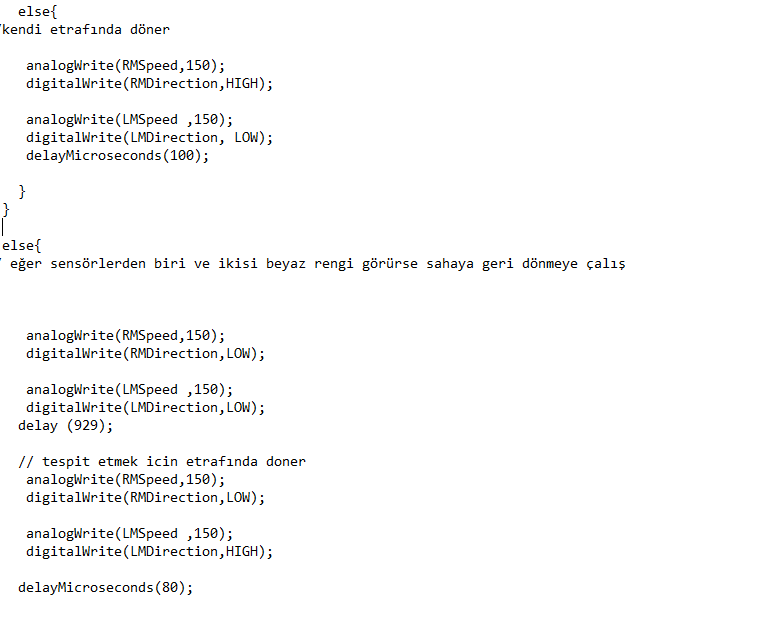 else{
/kendi etrafında döner
analogWrite(RMSpeed,150);
digitalWrite(RMDirection,HIGH);
analogWrite(LMSpeed ,150);
digitalWrite(LMDirection, LOW);
delayMicroseconds(100);
}
}
else{
/ eğer sensörlerden biri ve ikisi beyaz rengi görürse sahaya geri dönmeye çalış
analogWrite(RMSpeed,150);
digitalWrite(RMDirection,LOW);
analogWrite(LMSpeed ,150);
digitalWrite(LMDirection,LOW);
delay (929);
// tespit etmek icin etrafında doner
analogWrite(RMSpeed,150);
digitalWrite(RMDirection,LOW);
analogWrite(LMSpeed ,150);
digitalWrite(LMDirection,HIGH);
delayMicroseconds(80);